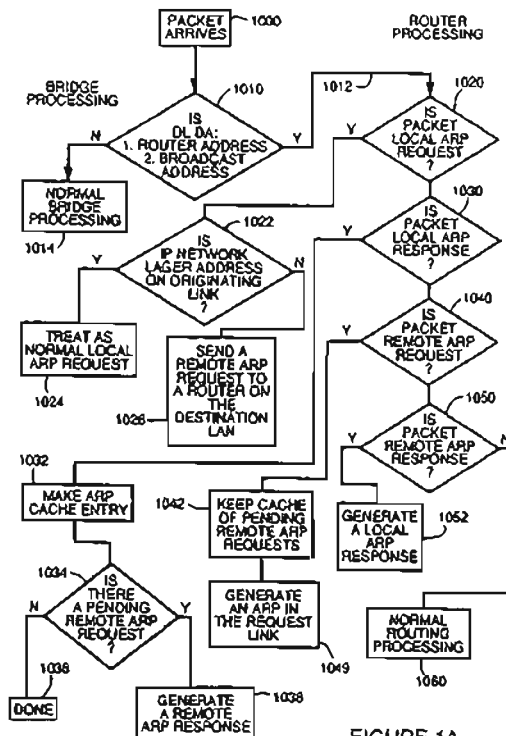 PACKET
ARRIVES
1000
ROUTER
PROCESSING
BRIDGE
PROCESSING
1010
1012
1020
IS
DL DA:
1. ROUTER ADDRESS
2. BROADCAST
ADDRESS
N
Y
IS
PACKET
LOCAL ARP
REQUEST
?
NORMAL
BRIDGE
PROCESSING
1014
1022
Y
1030
IS
PACKET
LOCAL ARP
RESPONSE
?
IS
IP NETWORK
LAGER ADDRESS
ON ORIGINATING
LINK
?
Y
N
Y
1040
IS
PACKET
REMOTE ARP
REQUEST
?
TREAT AS
NORMAL LOCAL
ARP REQUEST
1024
SEND A
REMOTE ARP
REQUEST TO
A ROUTER ON
THE
DESTINATION
LAN
1026
Y
1050
IS
PACKET
REMOTE ARP
RESPONSE
?
Y
N
1032
MAKE ARP
CACHE ENTRY
1042
KEEP CACHE
OF PENDING
REMOTE ARP
REQUESTS
GENERATE
A LOCAL
ARP
RESPONSE
1052
1034
IS
THERE
A PENDING
REMOTE ARP
REQUEST
?
N
Y
GENERATE
AN ARP IN
THE REQUEST
LINK
1049
NORMAL
ROUTING
PROCESSING
1060
1036
DONE
GENERATE
A REMOTE
ARP RESPONSE
1038
FIGURE 1A